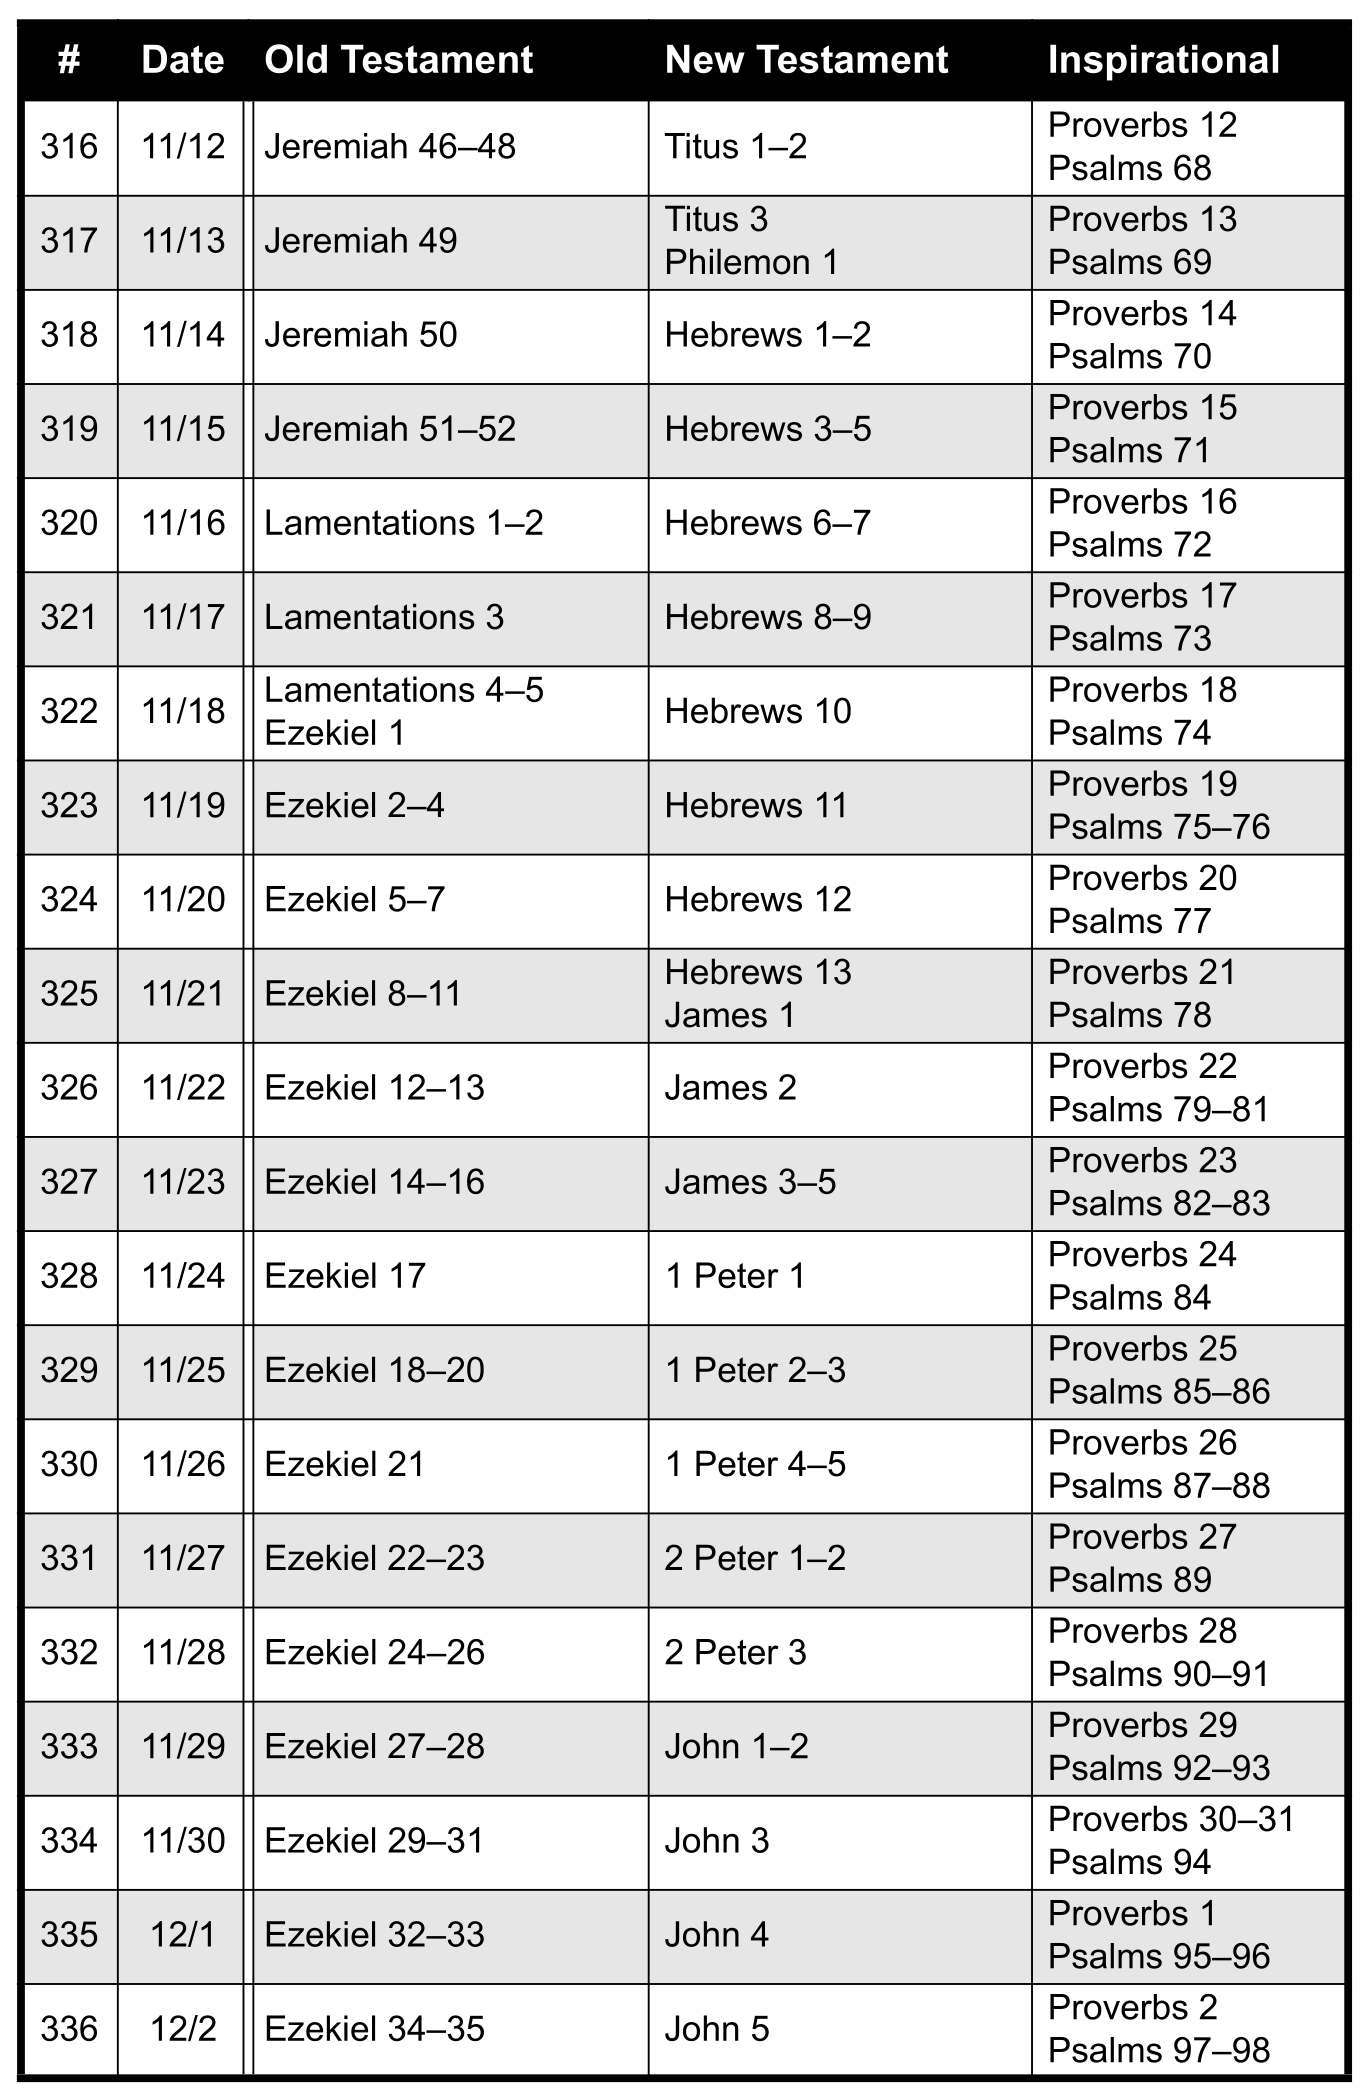 # Date Old Testament New Testament Inspirational
316 11/12 Jeremiah 46–48 Titus 1–2 Proverbs 12
Psalms 68
317 11/13 Jeremiah 49 Titus 3 Proverbs 13
Philemon 1 Psalms 69
318 11/14 Jeremiah 50 Hebrews 1–2 Proverbs 14
Psalms 70
319 11/15 Jeremiah 51–52 Hebrews 3–5 Proverbs 15
Psalms 71
320 11/16 Lamentations 1–2 Hebrews 6–7 Proverbs 16
Psalms 72
321 11/17 Lamentations 3 Hebrews 8–9 Proverbs 17
Psalms 73
322 11/18 Lamentations 4–5 Hebrews 10 Proverbs 18
Ezekiel 1 Psalms 74
323 11/19 Ezekiel 2–4 Hebrews 11 Proverbs 19
Psalms 75–76
324 11/20 Ezekiel 5–7 Hebrews 12 Proverbs 20
Psalms 77
325 11/21 Ezekiel 8–11 Hebrews 13 Proverbs 21
James 1 Psalms 78
326 11/22 Ezekiel 12–13 James 2 Proverbs 22
Psalms 79–81
327 11/23 Ezekiel 14–16 James 3–5 Proverbs 23
Psalms 82–83
328 11/24 Ezekiel 17 1 Peter 1 Proverbs 24
Psalms 84
329 11/25 Ezekiel 18–20 1 Peter 2–3 Proverbs 25
Psalms 85–86
330 11/26 Ezekiel 21 1 Peter 4–5 Proverbs 26
Psalms 87–88
331 11/27 Ezekiel 22–23 2 Peter 1–2 Proverbs 27
Psalms 89
332 11/28 Ezekiel 24–26 2 Peter 3 Proverbs 28
Psalms 90–91
333 11/29 Ezekiel 27–28 John 1–2 Proverbs 29
Psalms 92–93
334 11/30 Ezekiel 29–31 John 3 Proverbs 30–31
Psalms 94
335 12/1 Ezekiel 32–33 John 4 Proverbs 1
Psalms 95–96
336 12/2 Ezekiel 34–35 John 5 Proverbs 2
Psalms 97–98